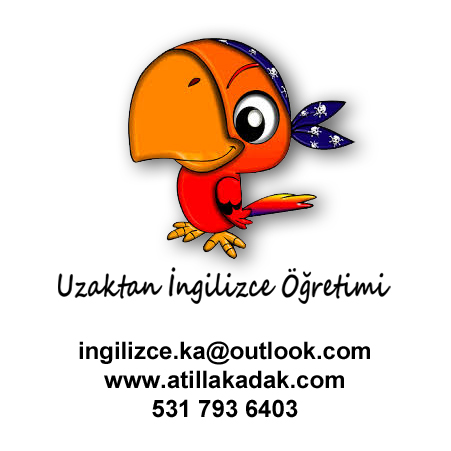 Uzaktan İngilizce Öğretimi
ingilizce.ka@outlook.com
www.atillakadak.com
531 793 6403